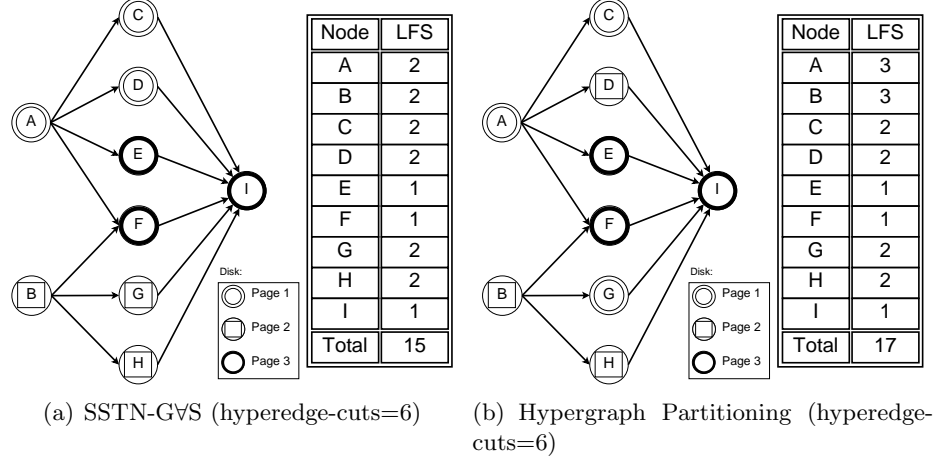 C
D
A
E
I
F
B
G
H
Disk:
Page 1
Page 2
Page 3
Node LFS
A 2
B 2
C 2
D 2
E 1
F 1
G 2
H 2
I 1
Total 15
(a) SSTN-G∀S (hyperedge-cuts=6)
C
D
A
E
I
F
B
G
H
Disk:
Page 1
Page 2
Page 3
Node LFS
A 3
B 3
C 2
D 2
E 1
F 1
G 2
H 2
I 1
Total 17
(b) Hypergraph Partitioning (hyperedge-
cuts=6)